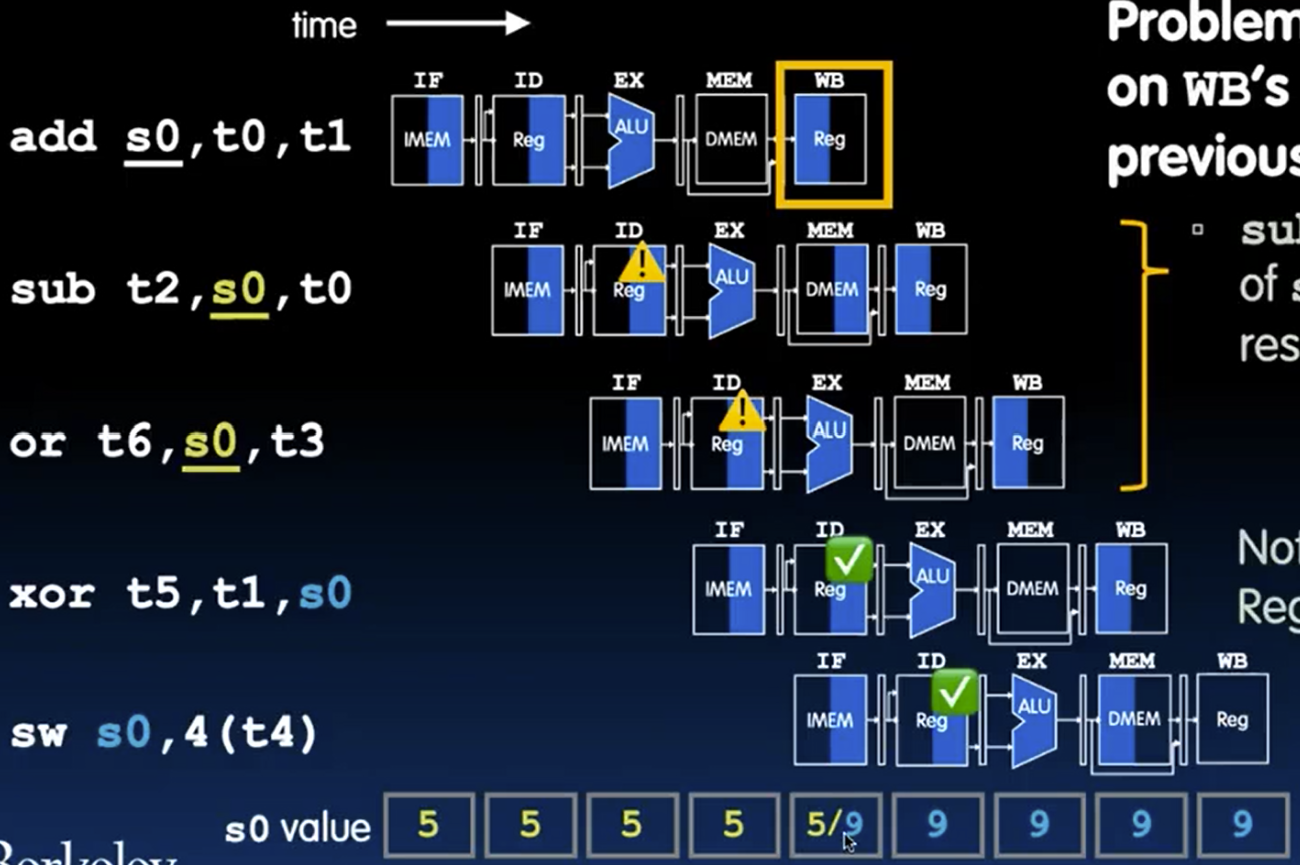 time
Problem
on WB's
previous
IF ID EX MEM WB
add s0,t0,t1
IMEM Reg ALU DMEM Reg
IF ID EX MEM WB
sub t2,s0,t0
IMEM Reg ALU DMEM Reg
sul
of s
res
IF ID EX MEM WB
or t6,s0,t3
IMEM Reg ALU DMEM Reg
IF ID EX MEM WB
xor t5,t1,s0
IMEM Reg ALU DMEM Reg
Not
Reg
IF ID EX MEM WB
sw s0,4(t4)
IMEM Reg ALU DMEM Reg
s0 value 5 5 5 5 5/9 9 9 9 9
Berkeley